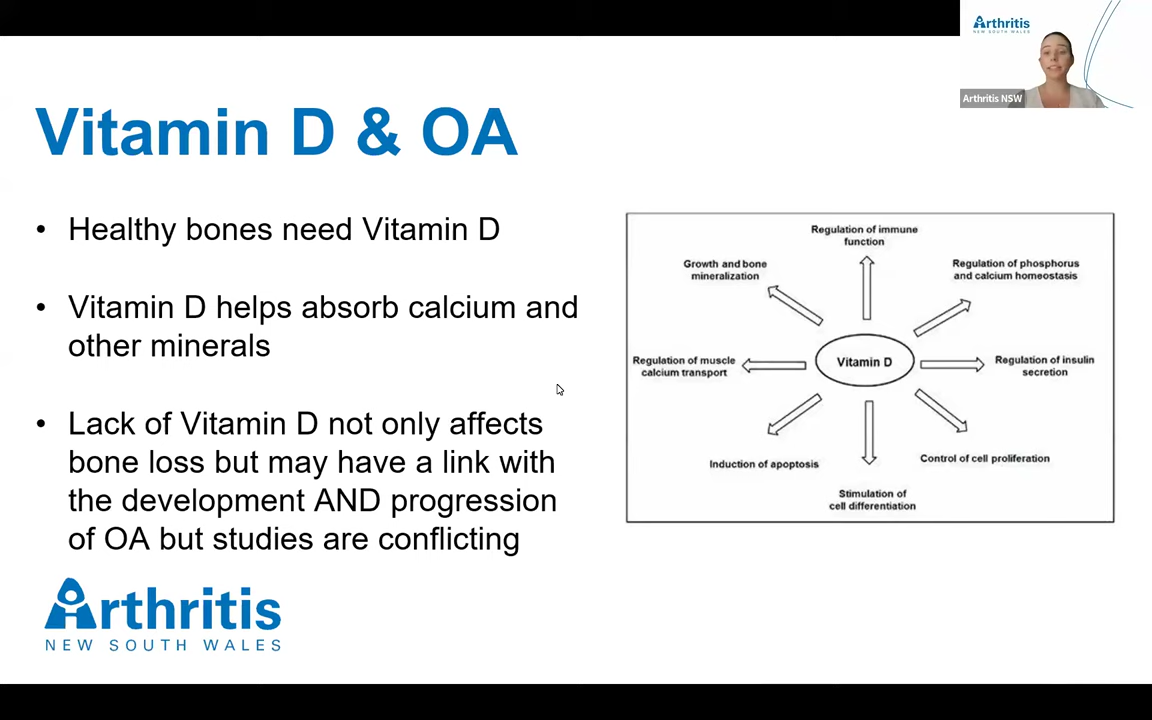 Arthritis
NEW SOUTH WALES
Arthritis NSW
Vitamin D & OA
• Healthy bones need Vitamin D
• Vitamin D helps absorb calcium and
other minerals
• Lack of Vitamin D not only affects
bone loss but may have a link with
the development AND progression
of OA but studies are conflicting
Regulation of immune
function
Growth and bone
mineralization
Regulation of phosphorus
and calcium homeostasis
Regulation of muscle
calcium transport
Vitamin D
Regulation of insulin
secretion
Induction of apoptosis
Control of cell proliferation
Stimulation of
cell differentiation
Arthritis
NEW SOUTH WALES